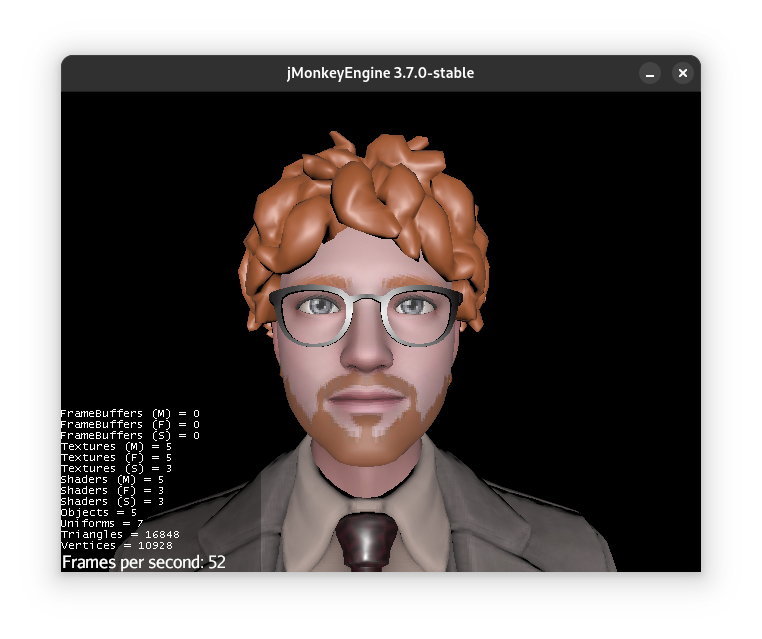 jMonkeyEngine 3.7.0-stable
FrameBuffers (M) = 0
FrameBuffers (F) = 0
FrameBuffers (S) = 0
Textures (M) = 5
Textures (F) = 5
Textures (S) = 3
Shaders (M) = 5
Shaders (F) = 3
Shaders (S) = 3
Objects = 5
Uniforms = 7
Triangles = 16848
Vertices = 10928
Frames per second: 52